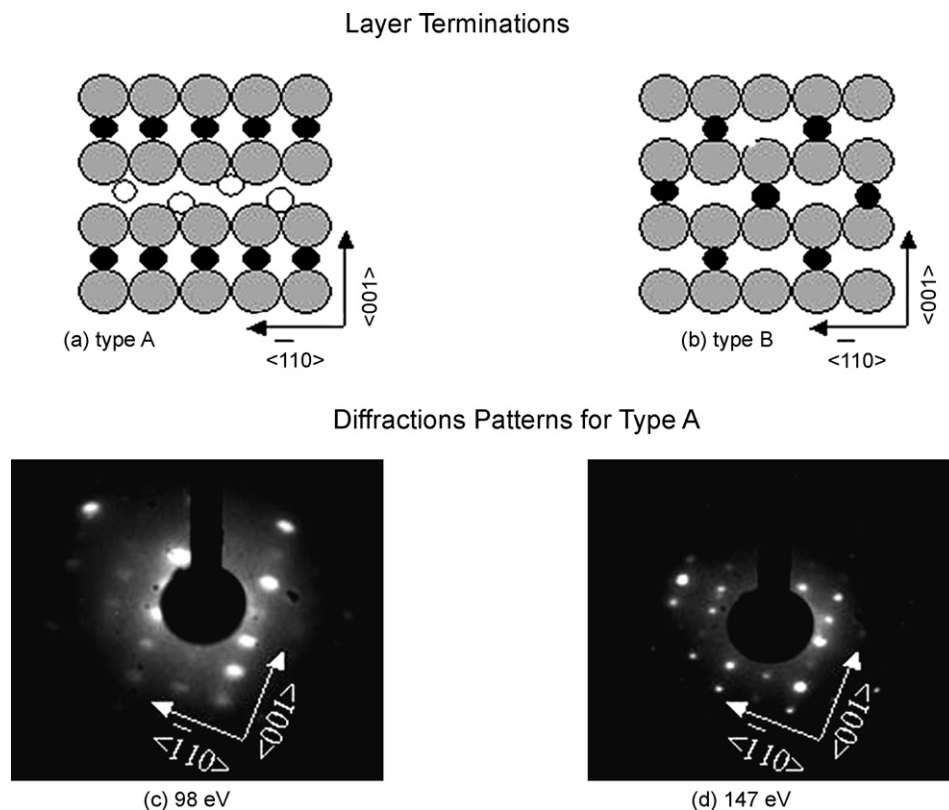 Layer Terminations
<001>
(a) type A
<110>
<001>
(b) type B
<110>
Diffractions Patterns for Type A
<110>
<001>
<110>
<001>
(c) 98 eV
(d) 147 eV